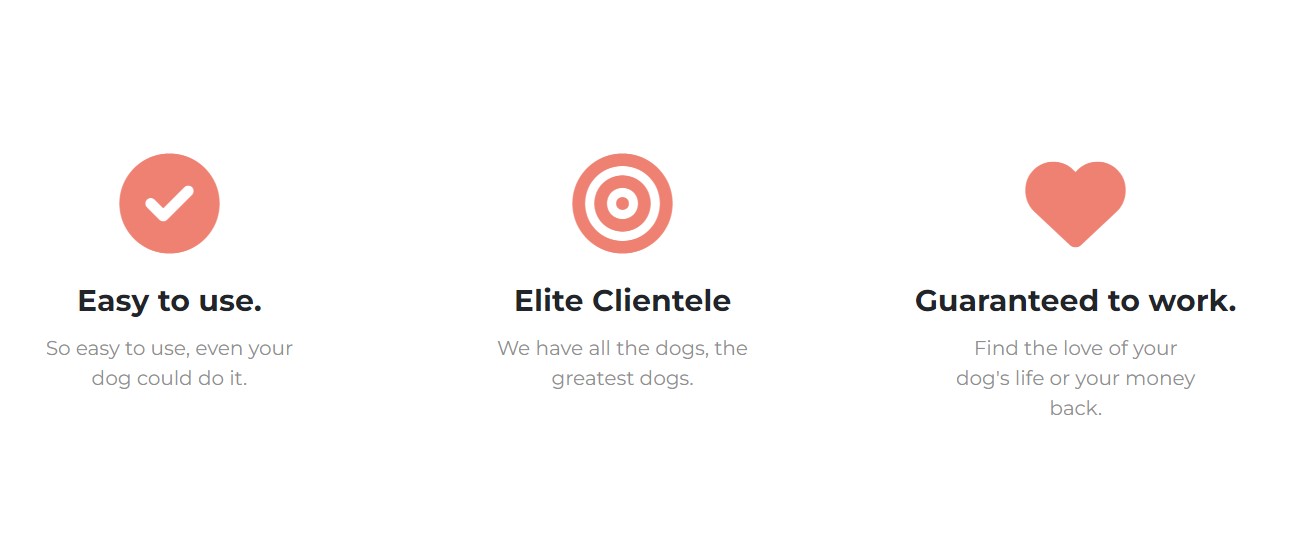 Easy to use.
So easy to use, even your
dog could do it.
Elite Clientele
We have all the dogs, the
greatest dogs.
Guaranteed to work.
Find the love of your
dog's life or your money
back.